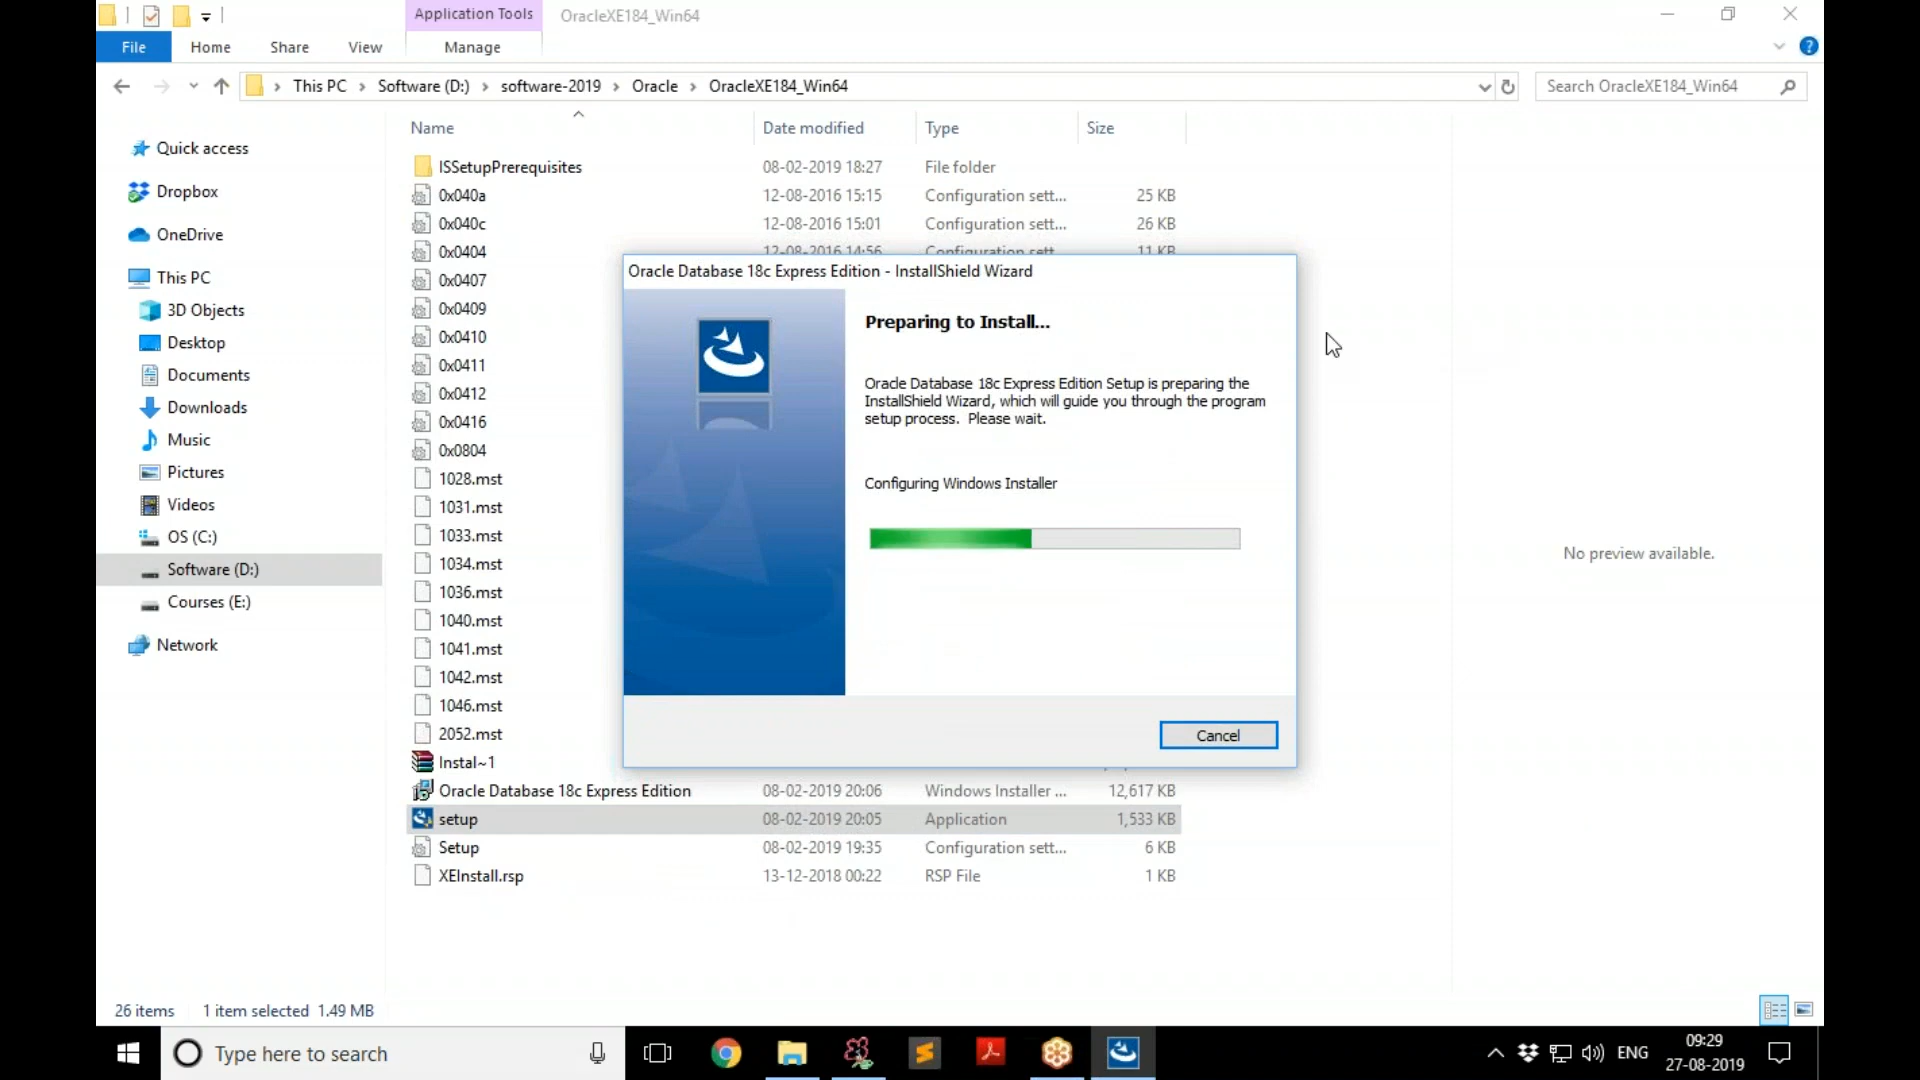 Application Tools
OracleXE184_Win64
File
Home
Share
View
Manage
This PC
Software (D:)
software-2019
Oracle
OracleXE184_Win64
Search OracleXE184_Win64
Name
Date modified
Type
Size
Quick access
Dropbox
OneDrive
This PC
3D Objects
Desktop
Documents
Downloads
Music
Pictures
Videos
OS (C:)
Software (D:)
Courses (E:)
Network
ISSetupPrerequisites 08-02-2019 18:27 File folder
0x040a 12-08-2016 15:15 Configuration sett... 25 KB
0x040c 12-08-2016 15:01 Configuration sett... 26 KB
0x0404 12-08-2016 14:56 Configuration sett... 11 KB
0x0407
0x0409
0x0410
0x0411
0x0412
0x0416
0x0804
1028.mst
1031.mst
1033.mst
1034.mst
1036.mst
1040.mst
1041.mst
1042.mst
1046.mst
2052.mst
Instal~1
Oracle Database 18c Express Edition 08-02-2019 20:06 Windows Installer ... 12,617 KB
setup 08-02-2019 20:05 Application 1,533 KB
Setup 08-02-2019 19:35 Configuration sett... 6 KB
XEInstall.rsp 13-12-2018 00:22 RSP File 1 KB
Oracle Database 18c Express Edition - InstallShield Wizard
Preparing to Install...
Oracle Database 18c Express Edition Setup is preparing the
InstallShield Wizard, which will guide you through the program
setup process. Please wait.
Configuring Windows Installer
Cancel
No preview available.
26 items
1 item selected 1.49 MB
Type here to search
ENG
09:29
27-08-2019